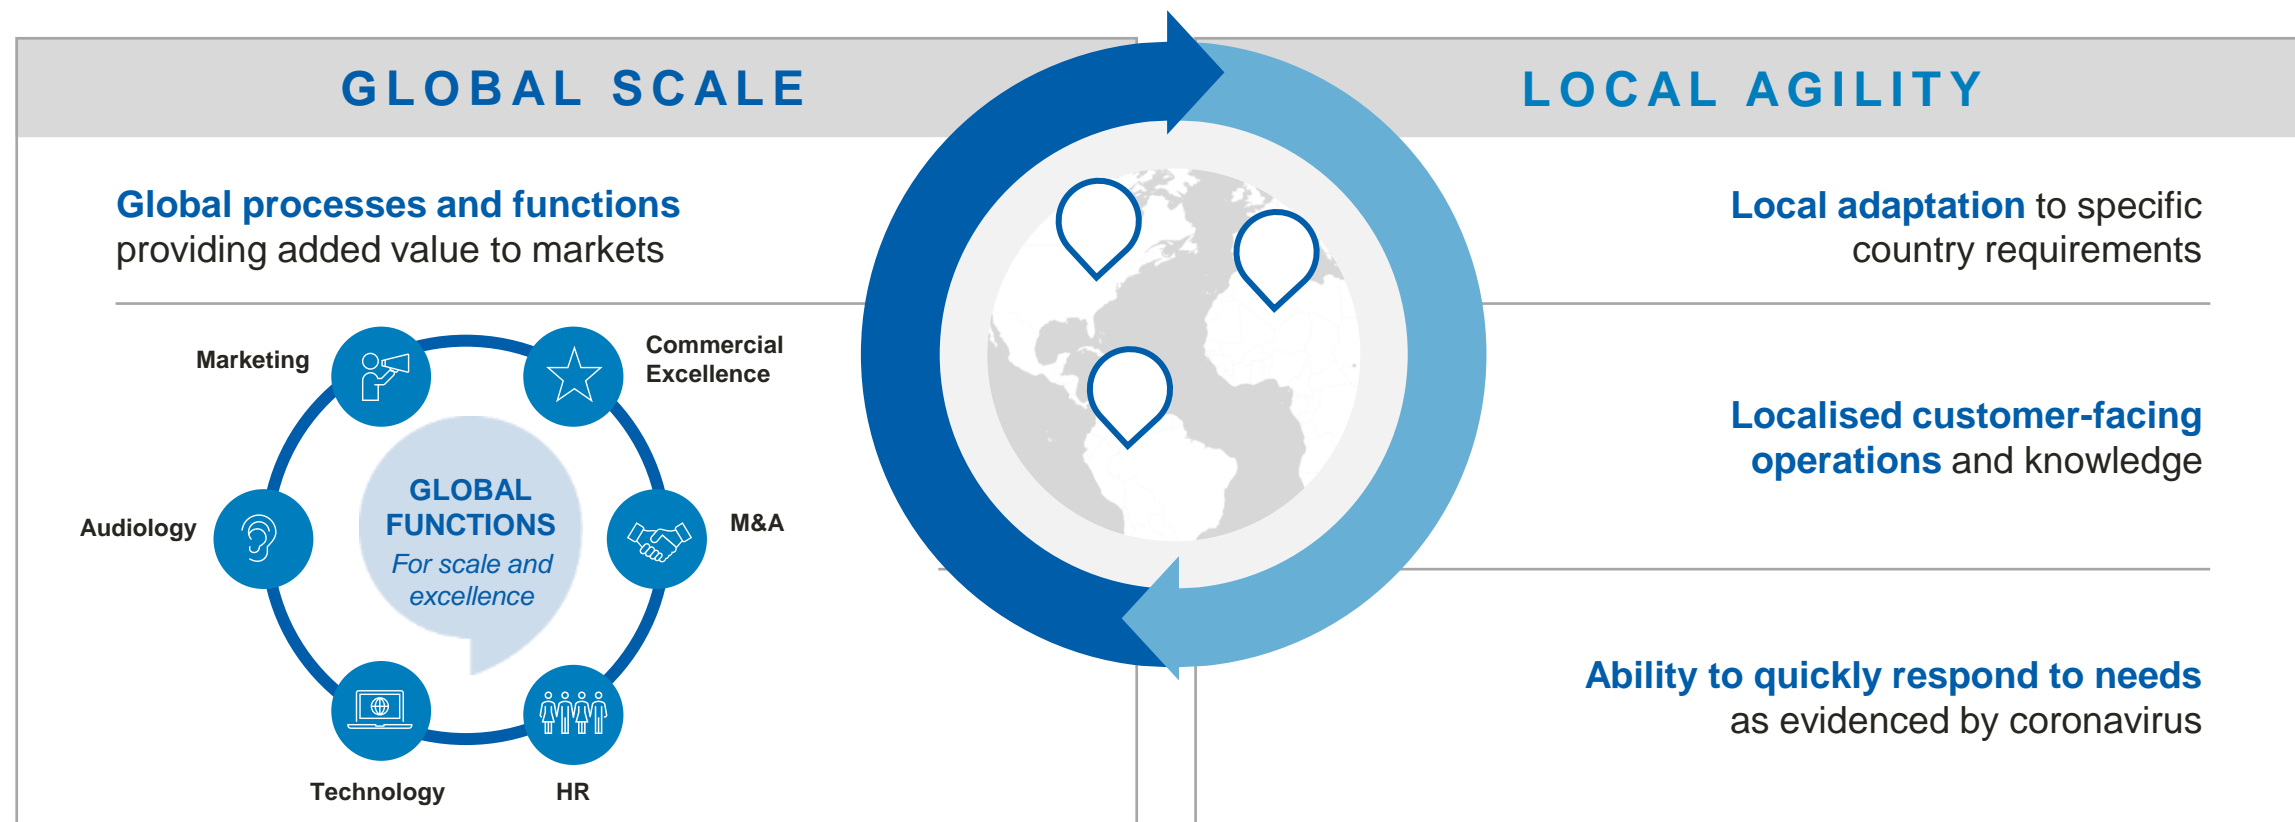 GLOBAL SCALE
Global processes and functions
providing added value to markets
Marketing
Commercial
Excellence
Audiology
GLOBAL
FUNCTIONS
For scale and
excellence
M&A
Technology
HR
LOCAL AGILITY
Local adaptation to specific
country requirements
Localised customer-facing
operations and knowledge
Ability to quickly respond to needs
as evidenced by coronavirus